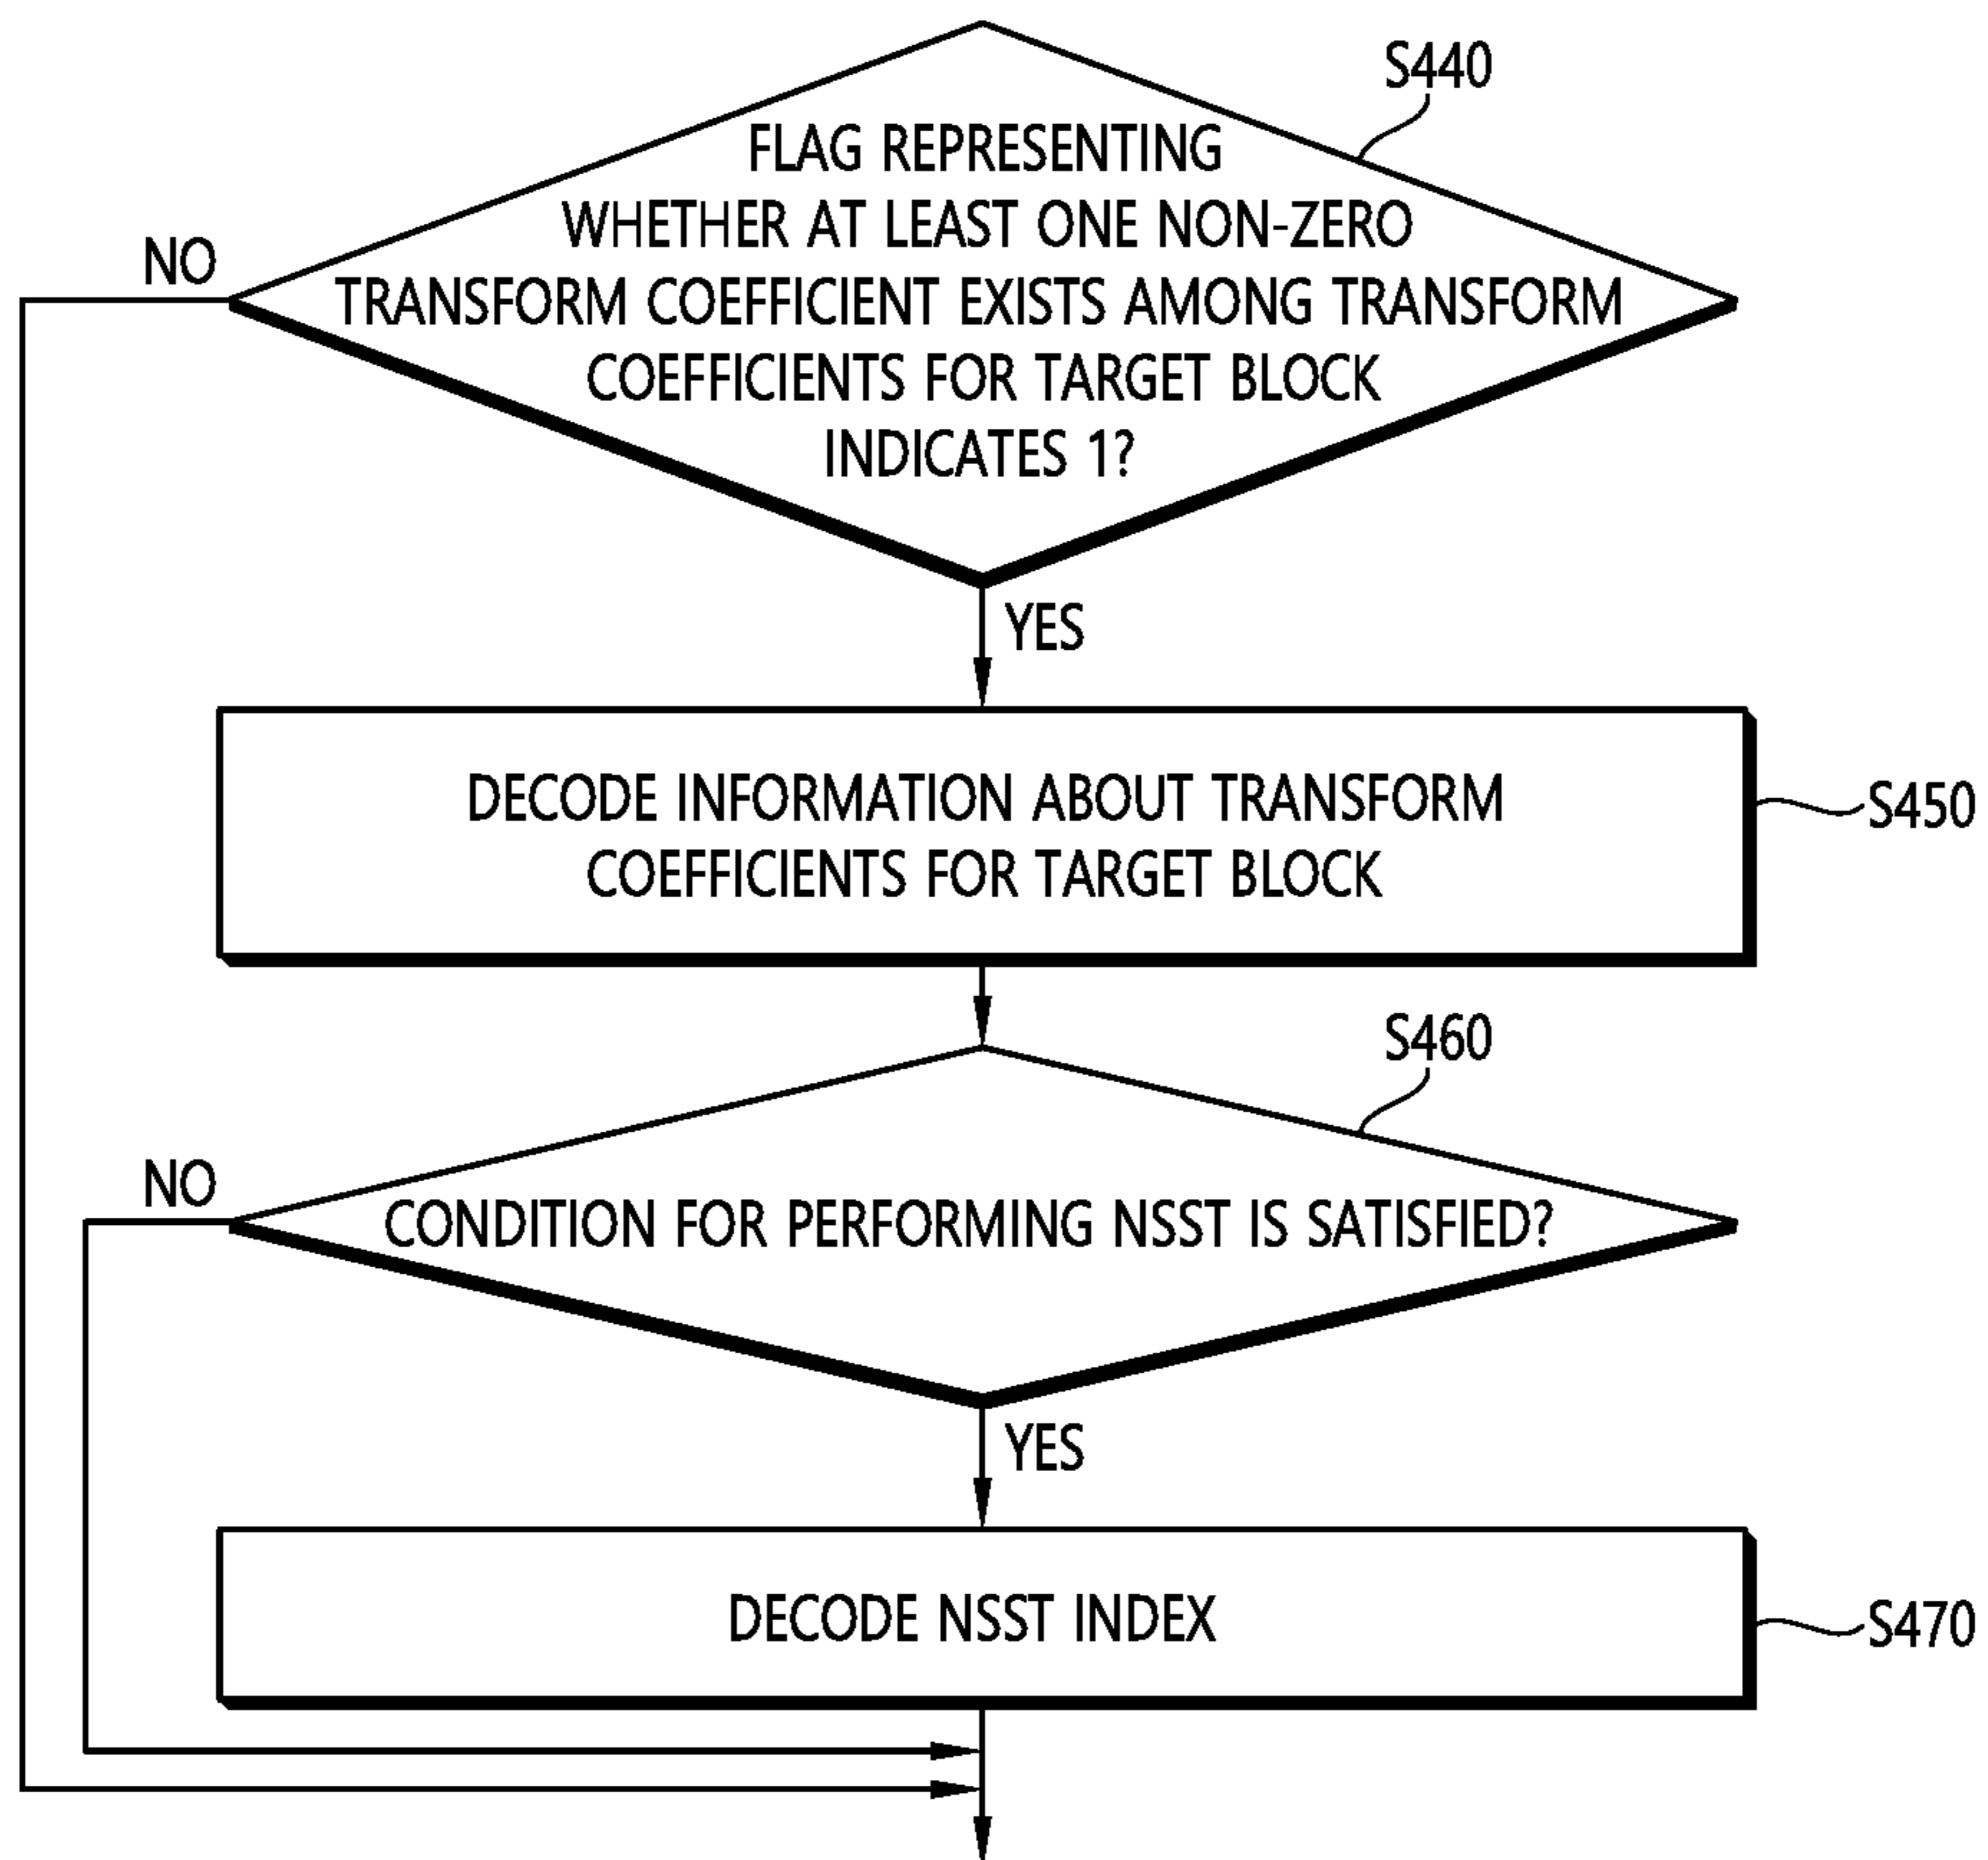 S440
FLAG REPRESENTING
WHETHER AT LEAST ONE NON-ZERO
TRANSFORM COEFFICIENT EXISTS AMONG TRANSFORM
COEFFICIENTS FOR TARGET BLOCK
INDICATES 1?
NO
YES
DECODE INFORMATION ABOUT TRANSFORM
COEFFICIENTS FOR TARGET BLOCK
S450
S460
NO
CONDITION FOR PERFORMING NSST IS SATISFIED?
YES
DECODE NSST INDEX
S470